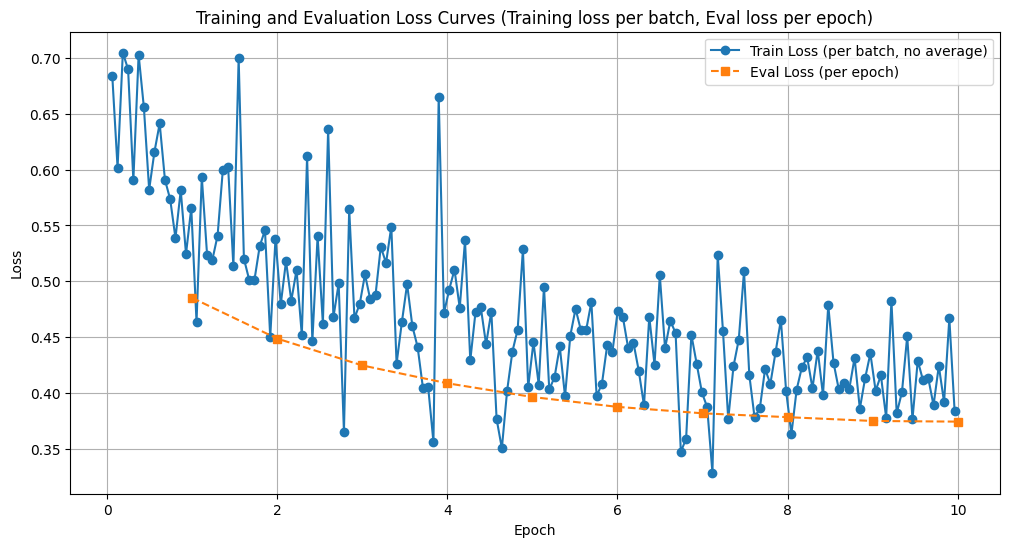 Training and Evaluation Loss Curves (Training loss per batch, Eval loss per epoch)
Train Loss (per batch, no average)
Eval Loss (per epoch)
Loss
0.70
0.65
0.60
0.55
0.50
0.45
0.40
0.35
0 2 4 6 8 10
Epoch